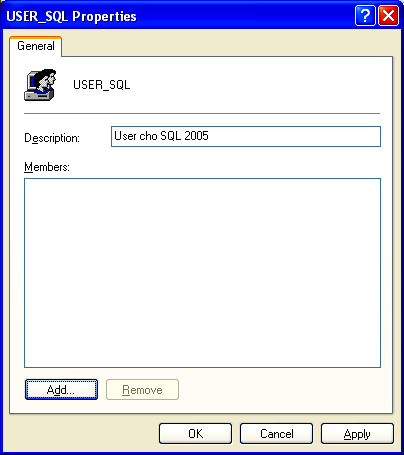 USER_SQL Properties
General
USER_SQL
Description: User cho SQL 2005
Members:
Add... Remove
OK Cancel Apply